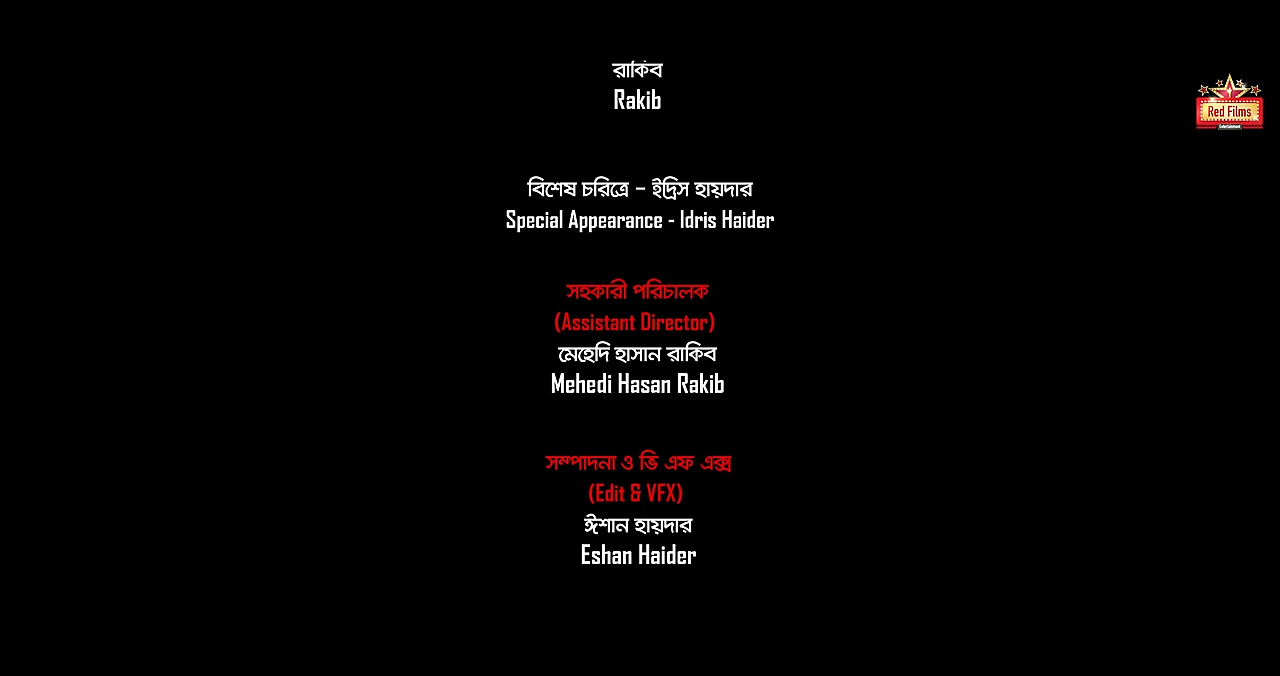 রাকিব
Rakib
বিশেষ চরিত্রে - ইদ্রিস হায়দার
Special Appearance - Idris Haider
সহকারী পরিচালক
(Assistant Director)
মেহেদি হাসান রাকিব
Mehedi Hasan Rakib
সম্পাদনা ও ভি এফ এক্স
(Edit & VFX)
ঈশান হায়দার
Eshan Haider
Red Films
Entertainment